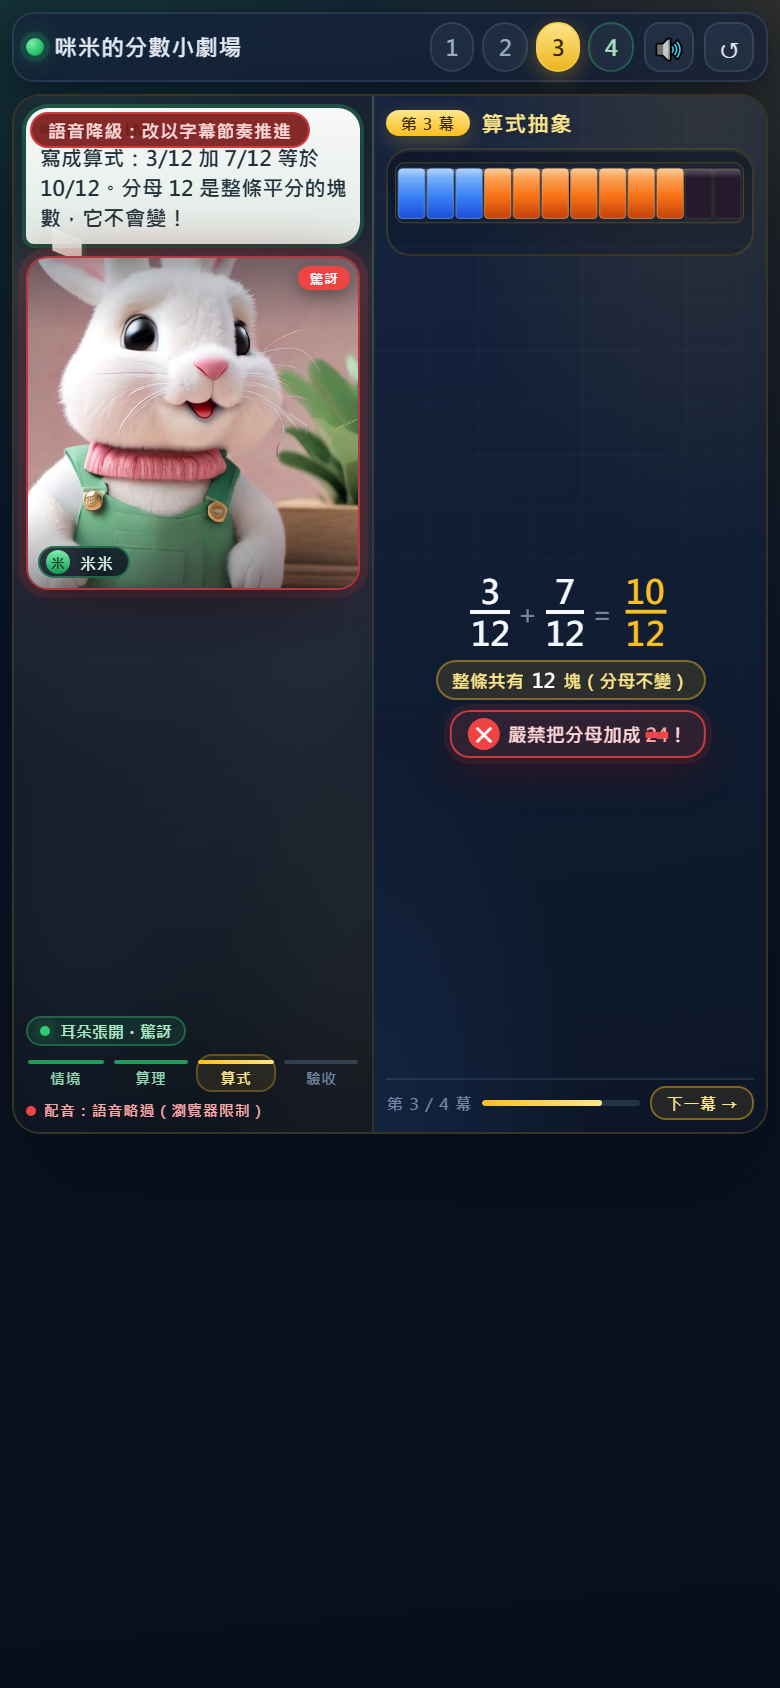 咪米的分數小劇場
1 2 3 4
語音降級：改以字幕節奏推進
寫成算式：3/12 加 7/12 等於
10/12。分母 12 是整條平分的塊
數，它不會變！
驚訝
米 米米
耳朵張開·驚訝
情境 算理 算式 驗收
配音：語音略過（瀏覽器限制）
第 3 幕 算式抽象
3/12 + 7/12 = 10/12
整條共有 12 塊（分母不變）
嚴禁把分母加成 24！
第 3 / 4 幕
下一幕 →